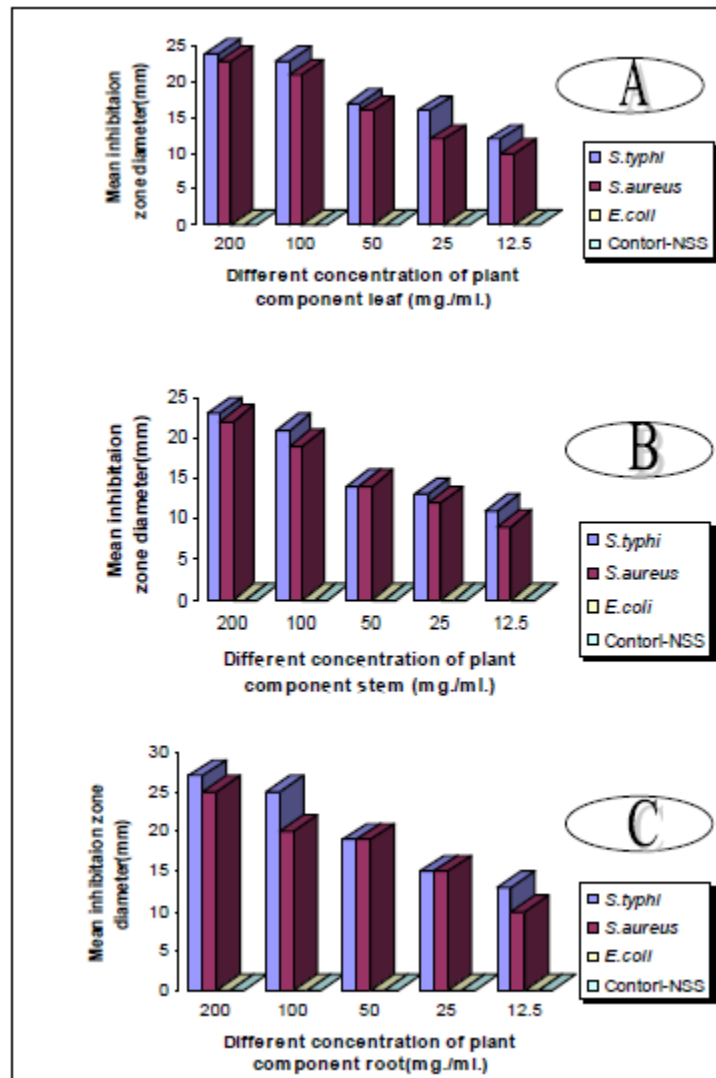 Mean inhibitaion
zone diameter(mm)
25
20
15
10
5
0
200 100 50 25 12.5
Different concentration of plant
component leaf (mg./ml.)
A
S.typhi
S.aureus
E.coli
Contorl-NSS
Mean inhibitaion
zone diameter(mm)
25
20
15
10
5
0
200 100 50 25 12.5
Different concentration of plant
component stem (mg./ml.)
B
S.typhi
S.aureus
E.coli
Contorl-NSS
Mean inhibitaion zone
diameter(mm)
30
25
20
15
10
5
0
200 100 50 25 12.5
Different concentration of plant
component root(mg./ml.)
C
S.typhi
S.aureus
E.coli
Contorl-NSS